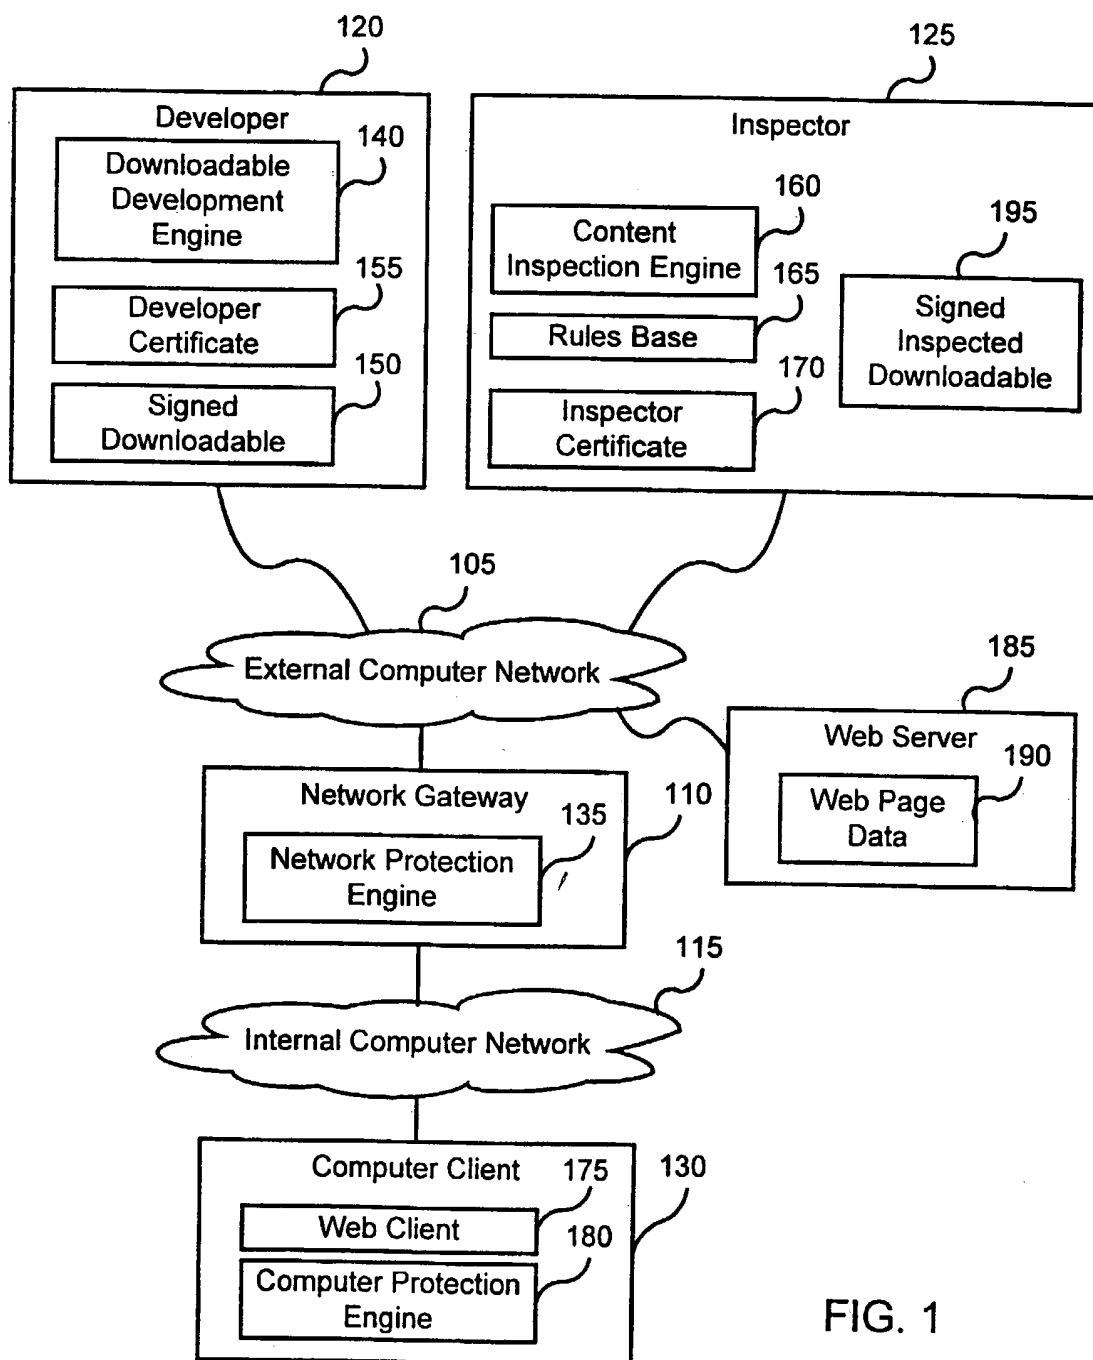 120
Developer
Downloadable
Development
Engine
140
Developer
Certificate
155
Signed
Downloadable
150
125
Inspector
Content
Inspection Engine
160
Rules Base
165
Inspector
Certificate
170
195
Signed
Inspected
Downloadable
105
External Computer Network
185
Web Server
190
Web Page
Data
Network Gateway
110
135
Network Protection
Engine
115
Internal Computer Network
Computer Client
130
175
Web Client
180
Computer Protection
Engine
FIG. 1